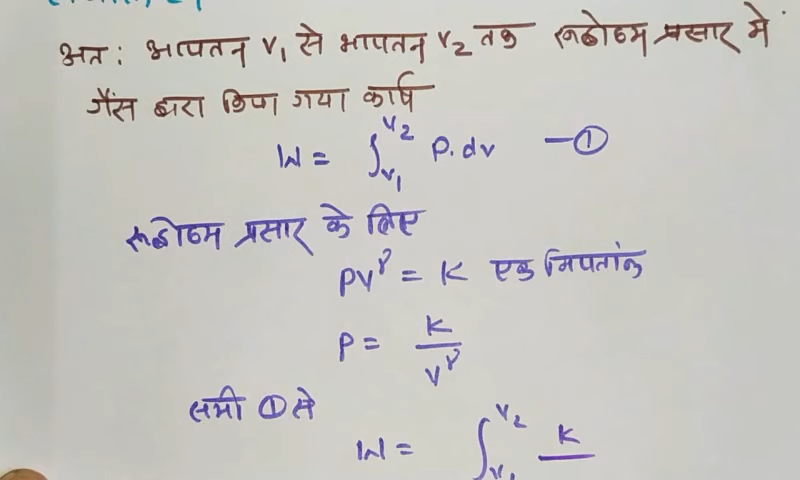 अत: आयतन V₁ से आयतन V₂ तक रूद्धोष्म प्रसार में
गैस द्वारा किया गया कार्य
W = ∫_{V₁}^{V₂} P.dv —①
रूद्धोष्म प्रसार के लिए
PV^γ = K एक नियतांक
P = K / V^γ
समी ① से
W = ∫_{V₁}^{V₂} K